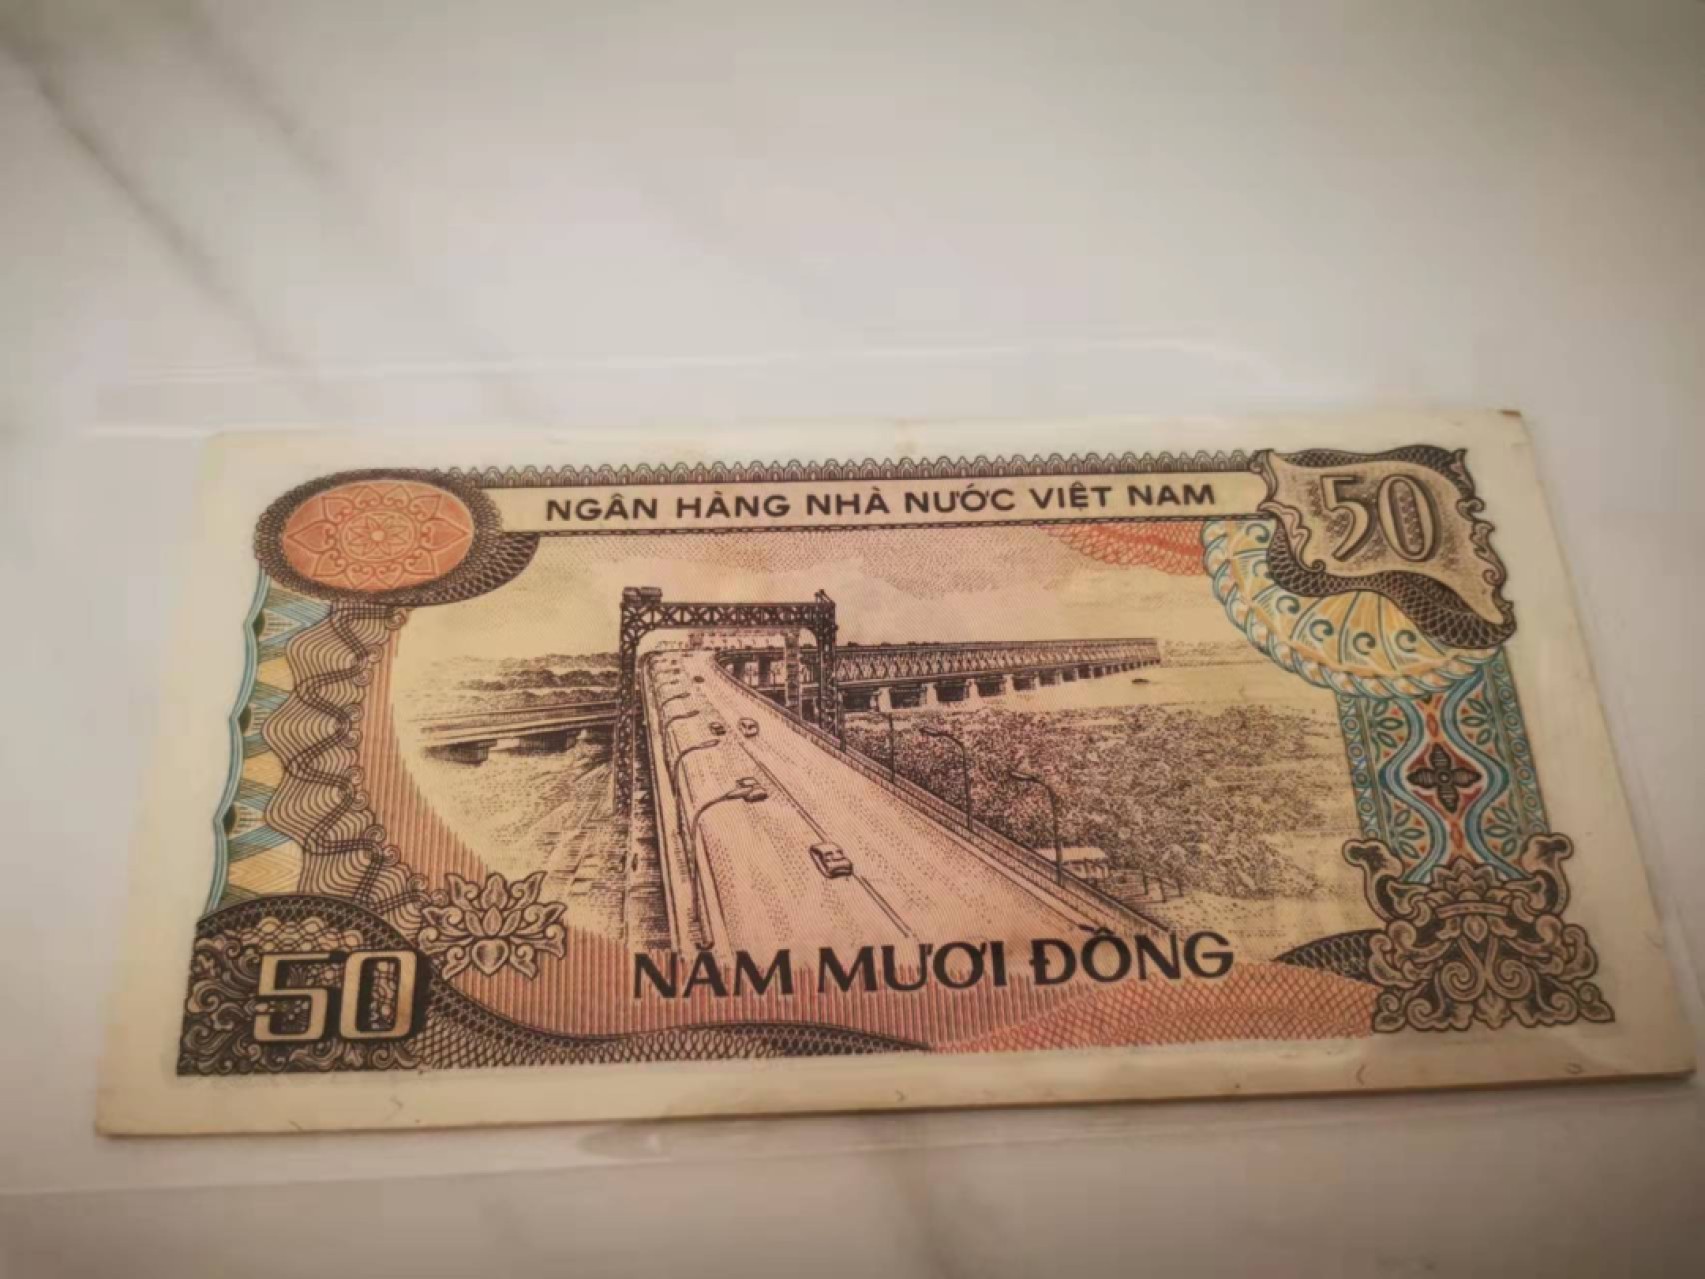 NGÂN HÀNG NHÀ NƯỚC VIỆT NAM
50
50
NĂM MƯƠI ĐỒNG